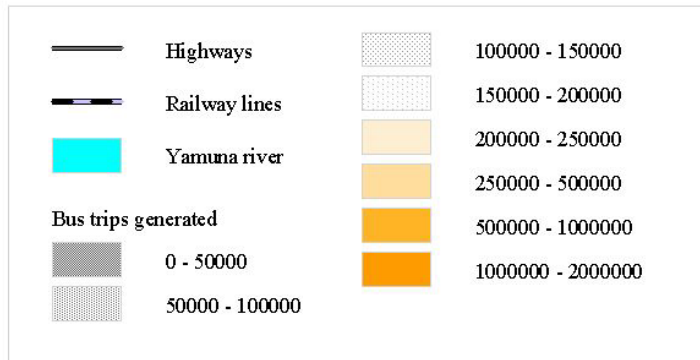 Highways
Railway lines
Yamuna river
Bus trips generated
0 - 50000
50000 - 100000
100000 - 150000
150000 - 200000
200000 - 250000
250000 - 500000
500000 - 1000000
1000000 - 2000000